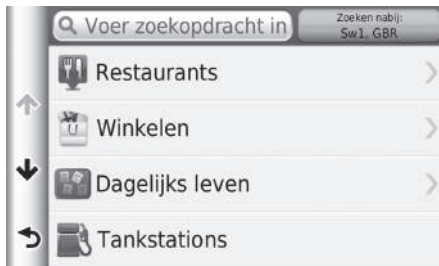 Voer zoekopdracht in
Zoeken nabij:
Sw1, GBR
Restaurants
Winkelen
Dagelijks leven
Tankstations